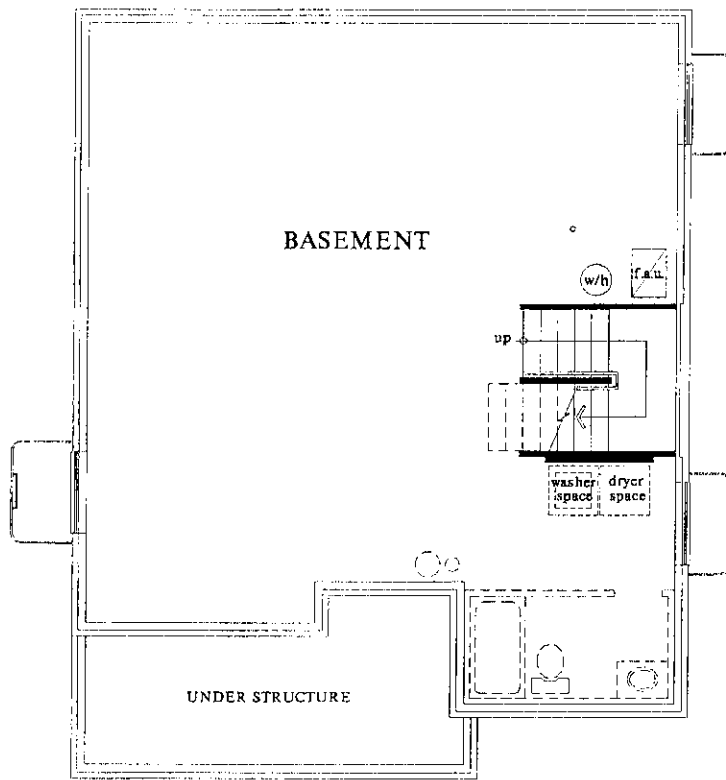 BASEMENT
w/h
f.a.u.
up
washer
space
dryer
space
UNDER STRUCTURE